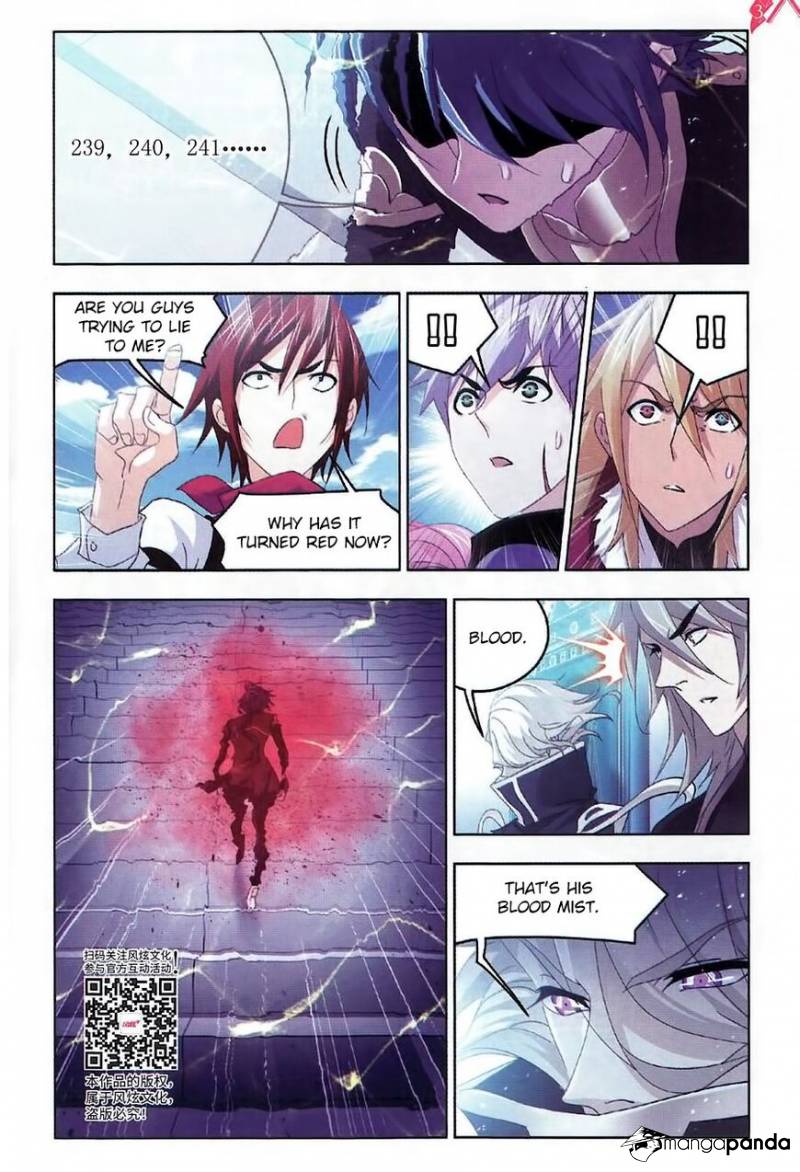 3
239, 240, 241……
ARE YOU GUYS
TRYING TO LIE
TO ME?
WHY HAS IT
TURNED RED NOW?
!!
!!
BLOOD.
THAT'S HIS
BLOOD MIST.
扫码关注风炫文化
参与官方互动活动!
本作品的版权,
属于风炫文化,
盗版必究!
mangapanda